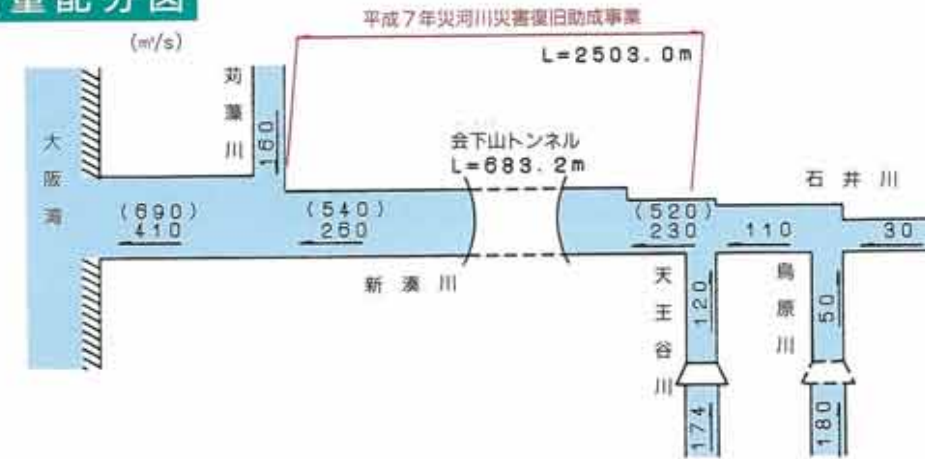 量配分図
(㎥/s)
平成7年災河川災害復旧助成事業
L=2503.0m
苅藻川
160
会下山トンネル
L=683.2m
石井川
大阪湾
(690)
410
(540)
260
(520)
230
110
30
新湊川
天王谷川
120
鳥原川
50
174
180